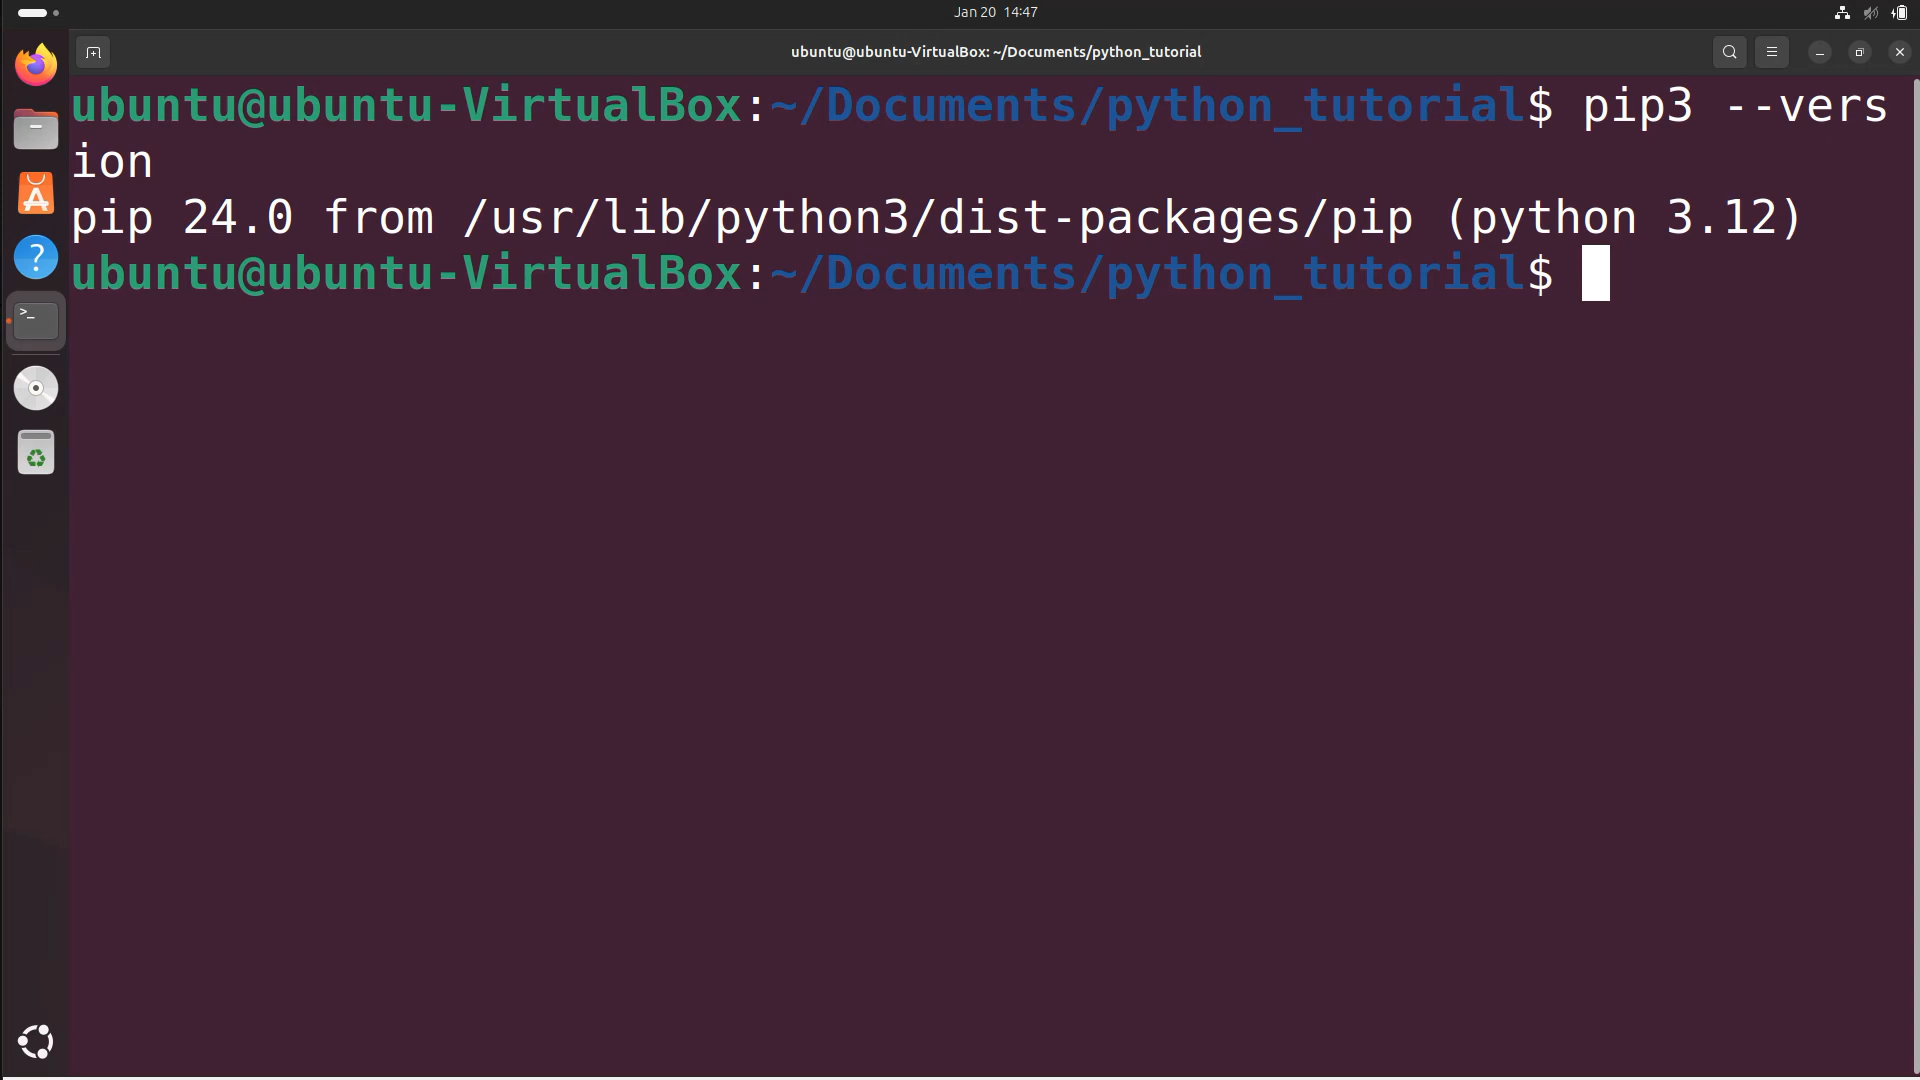 Jan 20 14:47
ubuntu@ubuntu-VirtualBox: ~/Documents/python_tutorial
ubuntu@ubuntu-VirtualBox:~/Documents/python_tutorial$ pip3 --vers
ion
pip 24.0 from /usr/lib/python3/dist-packages/pip (python 3.12)
ubuntu@ubuntu-VirtualBox:~/Documents/python_tutorial$